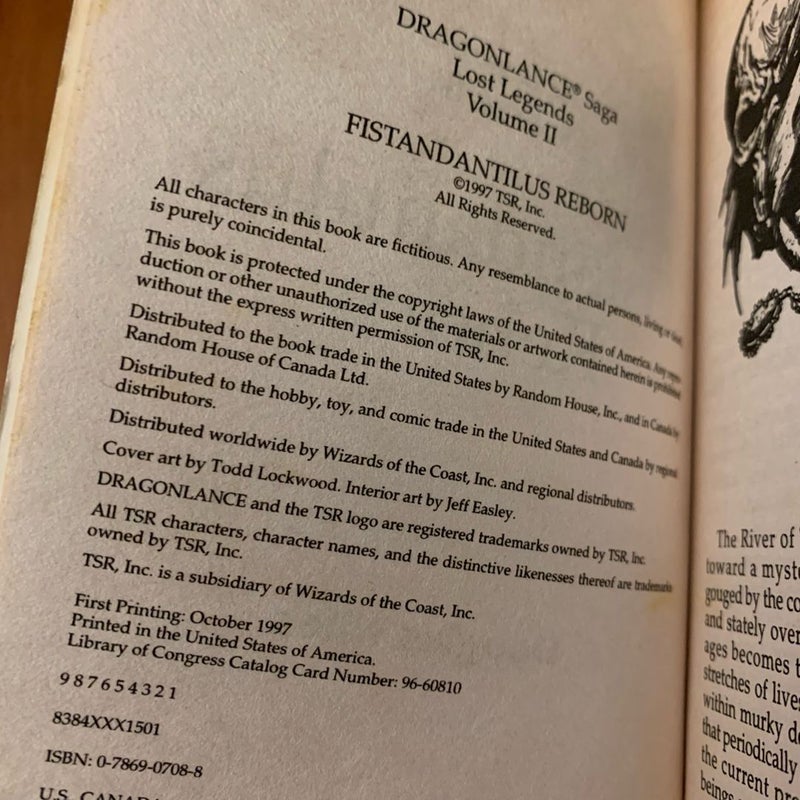 DRAGONLANCE® Saga
Lost Legends
Volume II
FISTANDANTILUS REBORN
©1997 TSR, Inc.
All Rights Reserved.
All characters in this book are fictitious. Any resemblance to actual persons, living or dead,
is purely coincidental.
This book is protected under the copyright laws of the United States of America. Any repro-
duction or other unauthorized use of the materials or artwork contained herein is prohibited
without the express written permission of TSR, Inc.
Distributed to the book trade in the United States by Random House, Inc., and in Canada by
Random House of Canada Ltd.
Distributed to the hobby, toy, and comic trade in the United States and Canada by regional
distributors.
Distributed worldwide by Wizards of the Coast, Inc. and regional distributors.
Cover art by Todd Lockwood. Interior art by Jeff Easley.
DRAGONLANCE and the TSR logo are registered trademarks owned by TSR, Inc.
All TSR characters, character names, and the distinctive likenesses thereof are trademarks
owned by TSR, Inc.
TSR, Inc. is a subsidiary of Wizards of the Coast, Inc.
First Printing: October 1997
Printed in the United States of America.
Library of Congress Catalog Card Number: 96-60810
9 8 7 6 5 4 3 2 1
8384XXX1501
ISBN: 0-7869-0708-8
U.S., CANADA
The River of
toward a myste
gouged by the co
and stately over
ages becomes t
stretches of live
within murky de
that periodically
the current pro
beings